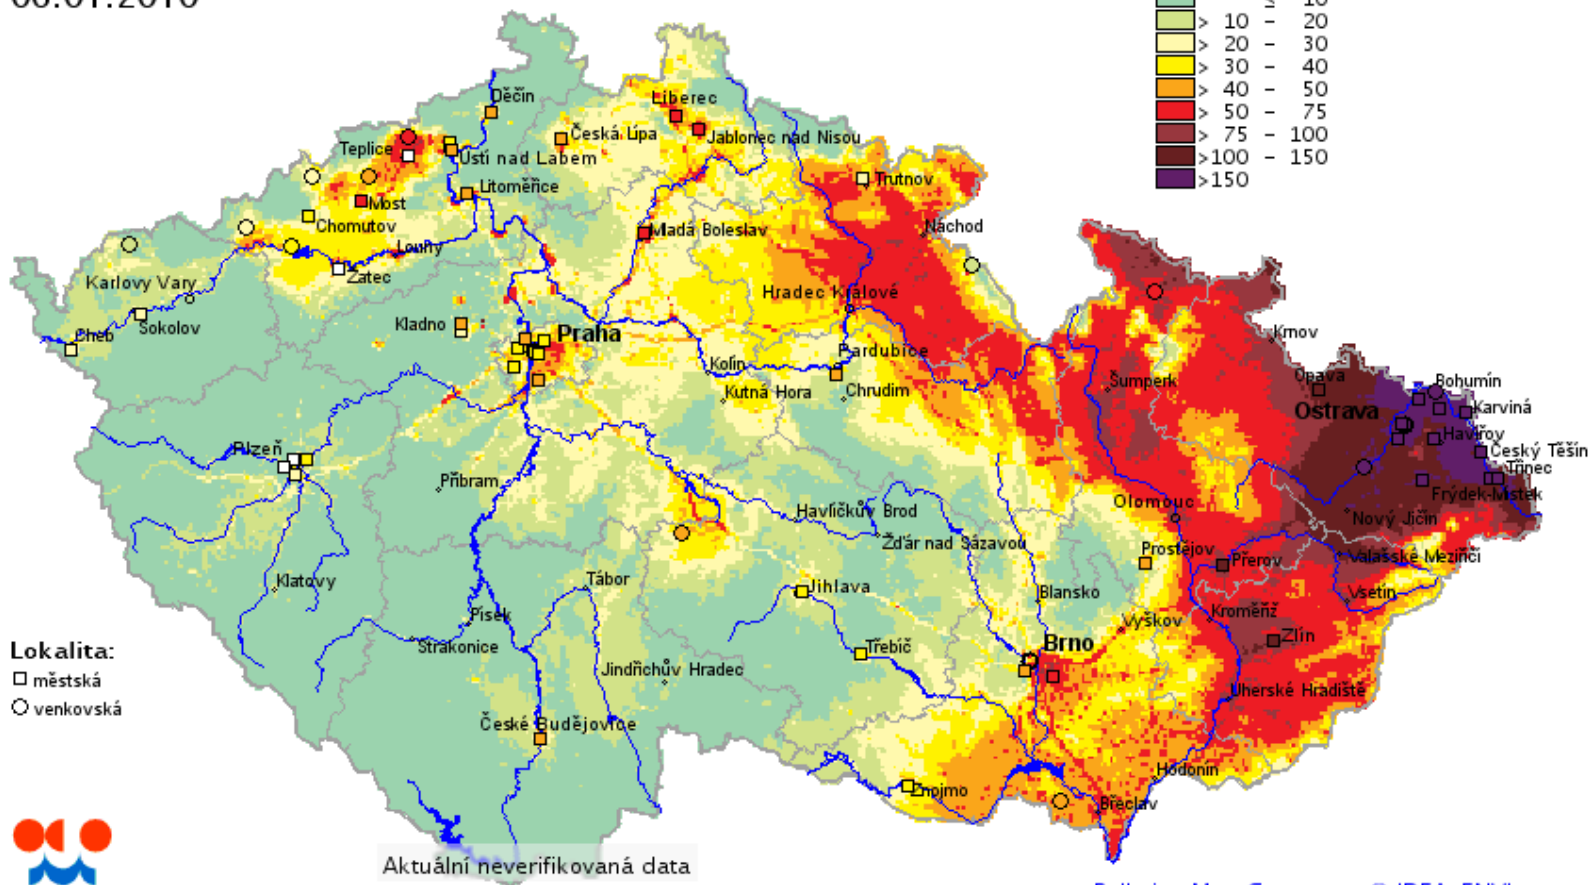 10
> 10 - 20
> 20 - 30
> 30 - 40
> 40 - 50
> 50 - 75
> 75 - 100
>100 - 150
>150
Děčín
Liberec
Česká Lípa
Jablonec nad Nisou
Teplice
Ústí nad Labem
Litoměřice
Trutnov
Most
Chomutov
Mladá Boleslav
Náchod
Louny
Žatec
Karlovy Vary
Hradec Králové
Sokolov
Kladno
Praha
Cheb
Krnov
Pardubice
Kolín
Šumperk
Opava
Bohumín
Kutná Hora
Chrudim
Ostrava
Karviná
Havířov
Plzeň
Český Těšín
Třinec
Příbram
Frýdek-Místek
Olomouc
Havlíčkův Brod
Nový Jičín
Žďár nad Sázavou
Prostějov
Přerov
Valašské Meziříčí
Klatovy
Tábor
Jihlava
Blansko
Vsetín
Písek
Kroměříž
Vyškov
Strakonice
Třebíč
Brno
Zlín
Lokalita:
městská
venkovská
Jindřichův Hradec
Uherské Hradiště
České Budějovice
Hodonín
Znojmo
Břeclav
Aktuální neverifikovaná data